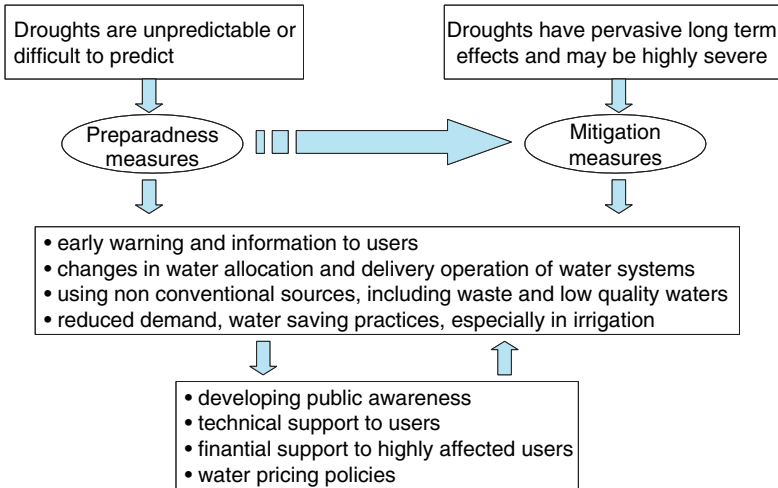 Droughts are unpredictable or
difficult to predict
Droughts have pervasive long term
effects and may be highly severe
Preparadness
measures
Mitigation
measures
• early warning and information to users
• changes in water allocation and delivery operation of water systems
• using non conventional sources, including waste and low quality waters
• reduced demand, water saving practices, especially in irrigation
• developing public awareness
• technical support to users
• finantial support to highly affected users
• water pricing policies